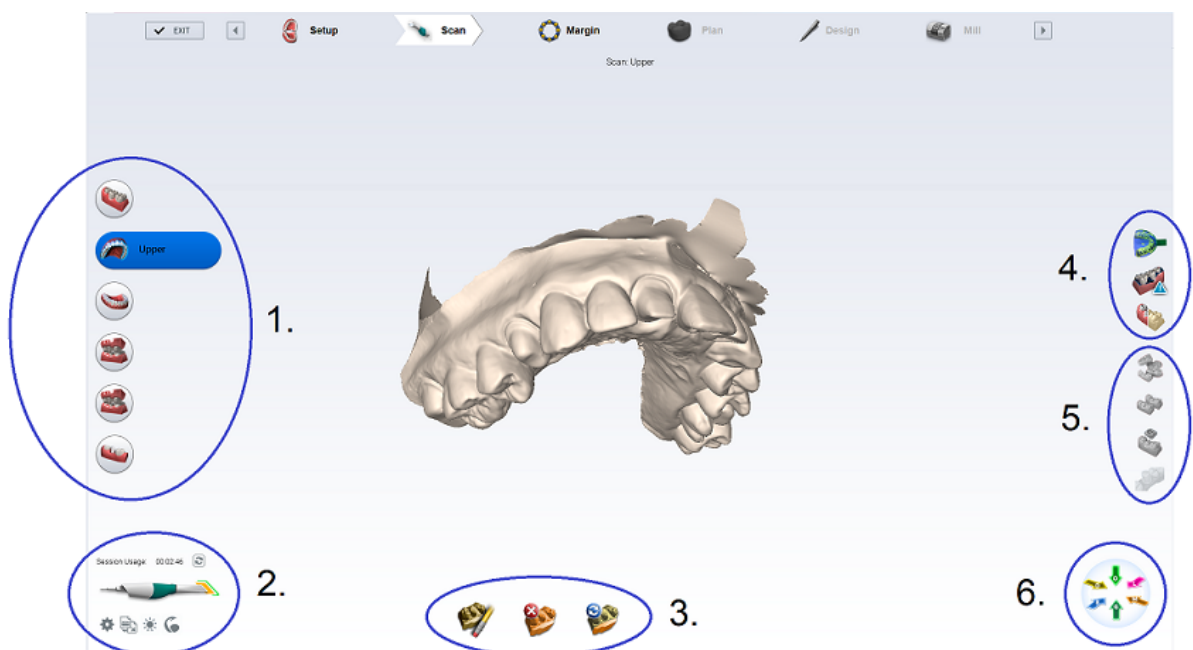 EXIT
Setup
Scan
Margin
Plan
Design
Mill
Scan: Upper
Upper
1.
4.
5.
Session Usage: 00:02:46
2.
3.
6.